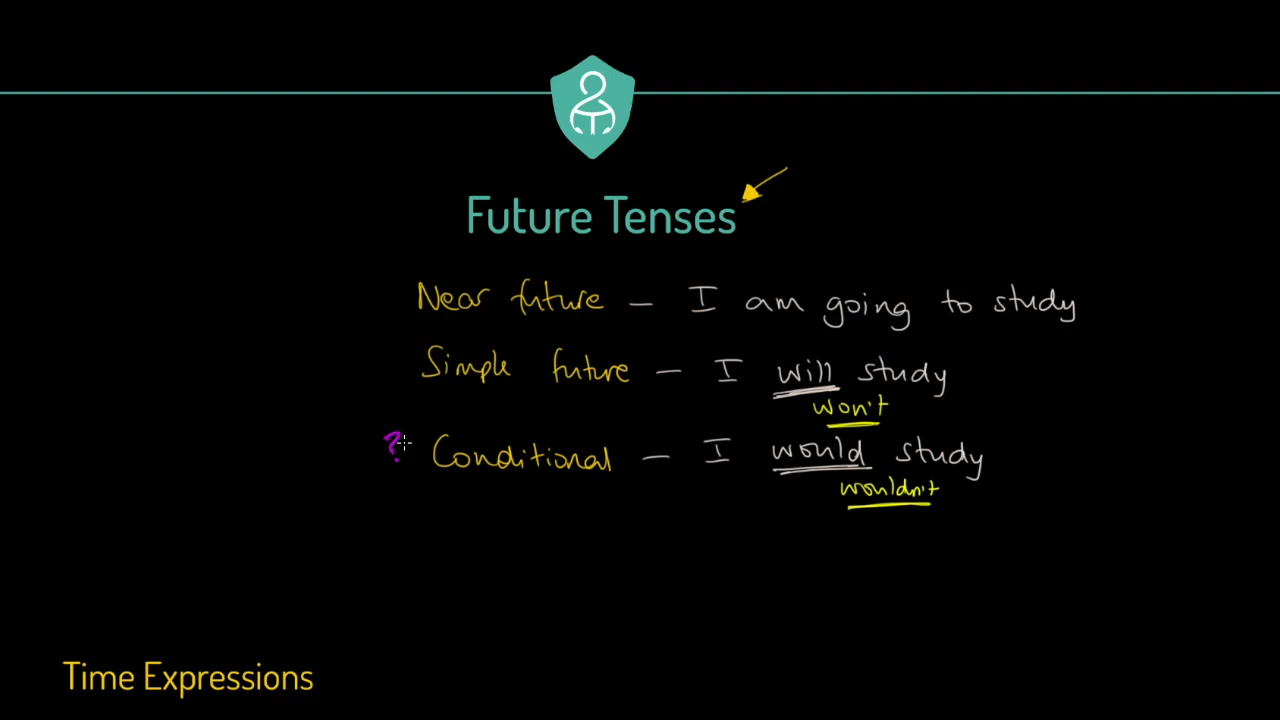 Future Tenses
Near future – I am going to study
Simple future – I will study
won't
? Conditional – I would study
wouldn't
Time Expressions